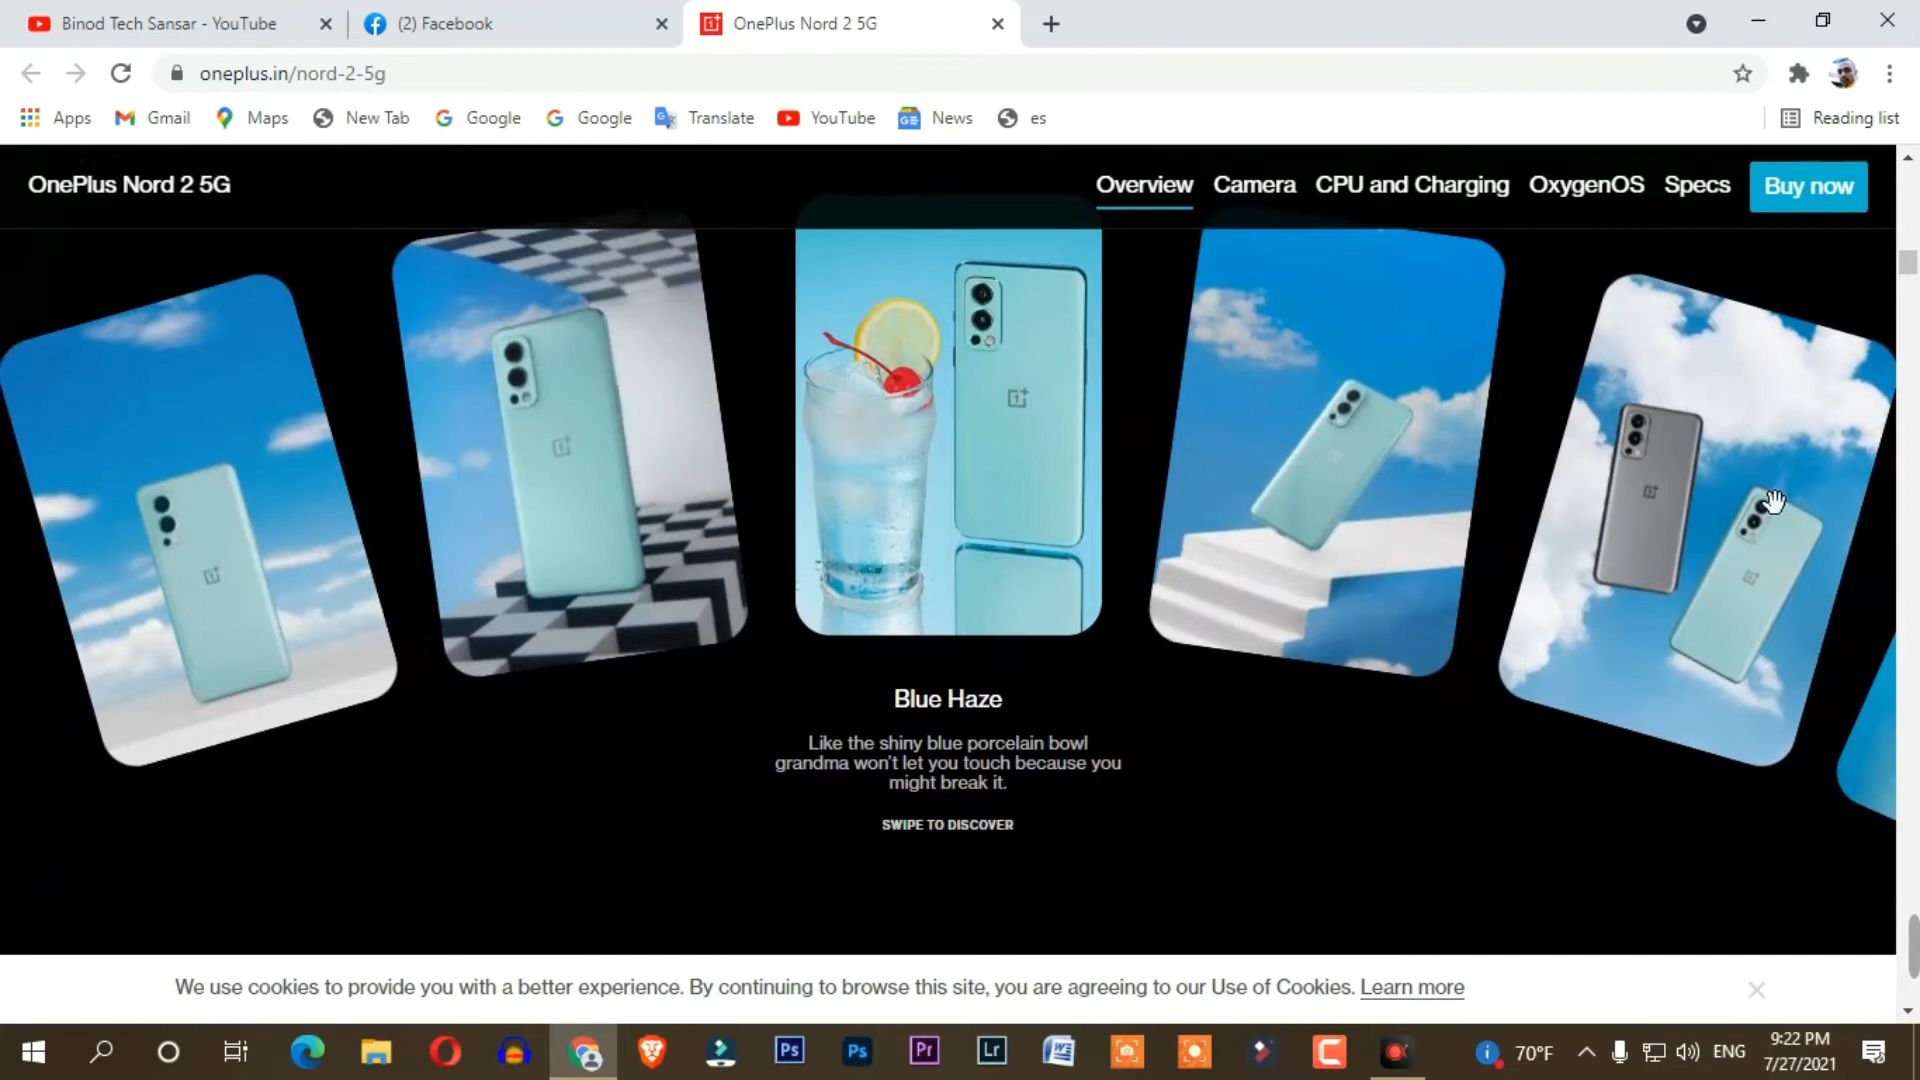 Binod Tech Sansar - YouTube
(2) Facebook
OnePlus Nord 2 5G
oneplus.in/nord-2-5g
Apps
Gmail
Maps
New Tab
Google
Google
Translate
YouTube
News
es
Reading list
OnePlus Nord 2 5G
Overview
Camera
CPU and Charging
OxygenOS
Specs
Buy now
Blue Haze
Like the shiny blue porcelain bowl
grandma won't let you touch because you
might break it.
SWIPE TO DISCOVER
We use cookies to provide you with a better experience. By continuing to browse this site, you are agreeing to our Use of Cookies. Learn more
Ps
Ps
Pr
Lr
70°F
ENG
9:22 PM
7/27/2021